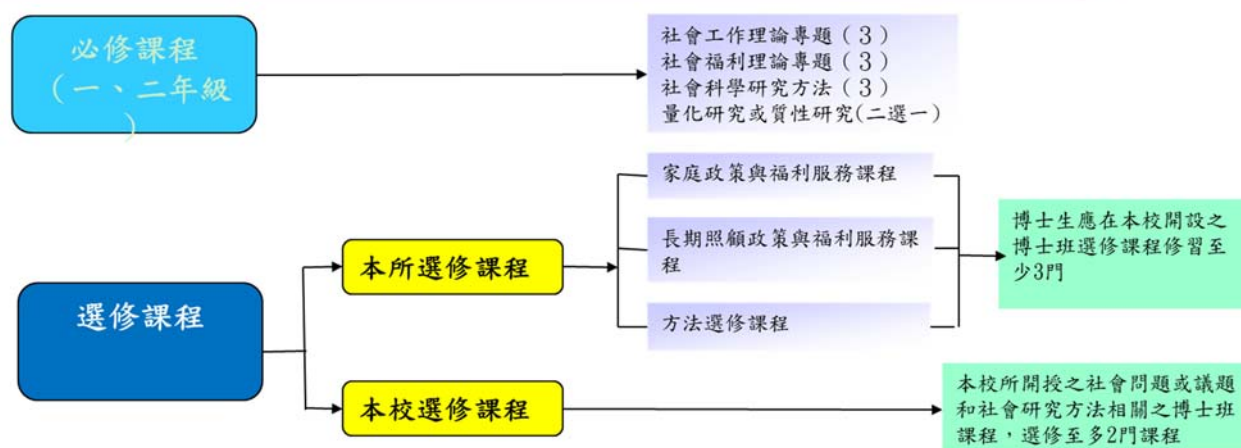 必修課程
(一、二年級
)
社會工作理論專題(3)
社會福利理論專題(3)
社會科學研究方法(3)
量化研究或質性研究(二選一)
選修課程
本所選修課程
家庭政策與福利服務課程
長期照顧政策與福利服務課
程
方法選修課程
博士生應在本校開設之
博士班選修課程修習至
少3門
本校選修課程
本校所開授之社會問題或議題
和社會研究方法相關之博士班
課程,選修至多2門課程